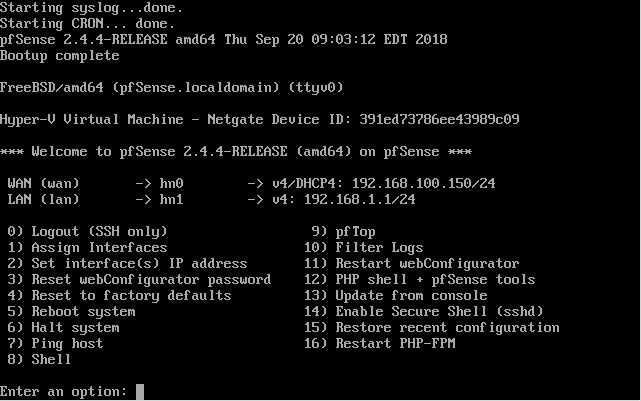 Starting syslog...done.
Starting CRON... done.
pfSense 2.4.4-RELEASE amd64 Thu Sep 20 09:03:12 EDT 2018
Bootup complete
FreeBSD/amd64 (pfSense.localdomain) (ttyv0)
Hyper-V Virtual Machine - Netgate Device ID: 391ed73786ee43989c09
*** Welcome to pfSense 2.4.4-RELEASE (amd64) on pfSense ***
WAN (wan)       -> hn0        -> v4/DHCP4: 192.168.100.150/24
LAN (lan)       -> hn1        -> v4: 192.168.1.1/24
0) Logout (SSH only)                  9) pfTop
1) Assign Interfaces                 10) Filter Logs
2) Set interface(s) IP address       11) Restart webConfigurator
3) Reset webConfigurator password    12) PHP shell + pfSense tools
4) Reset to factory defaults         13) Update from console
5) Reboot system                     14) Enable Secure Shell (sshd)
6) Halt system                       15) Restore recent configuration
7) Ping host                         16) Restart PHP-FPM
8) Shell
Enter an option: